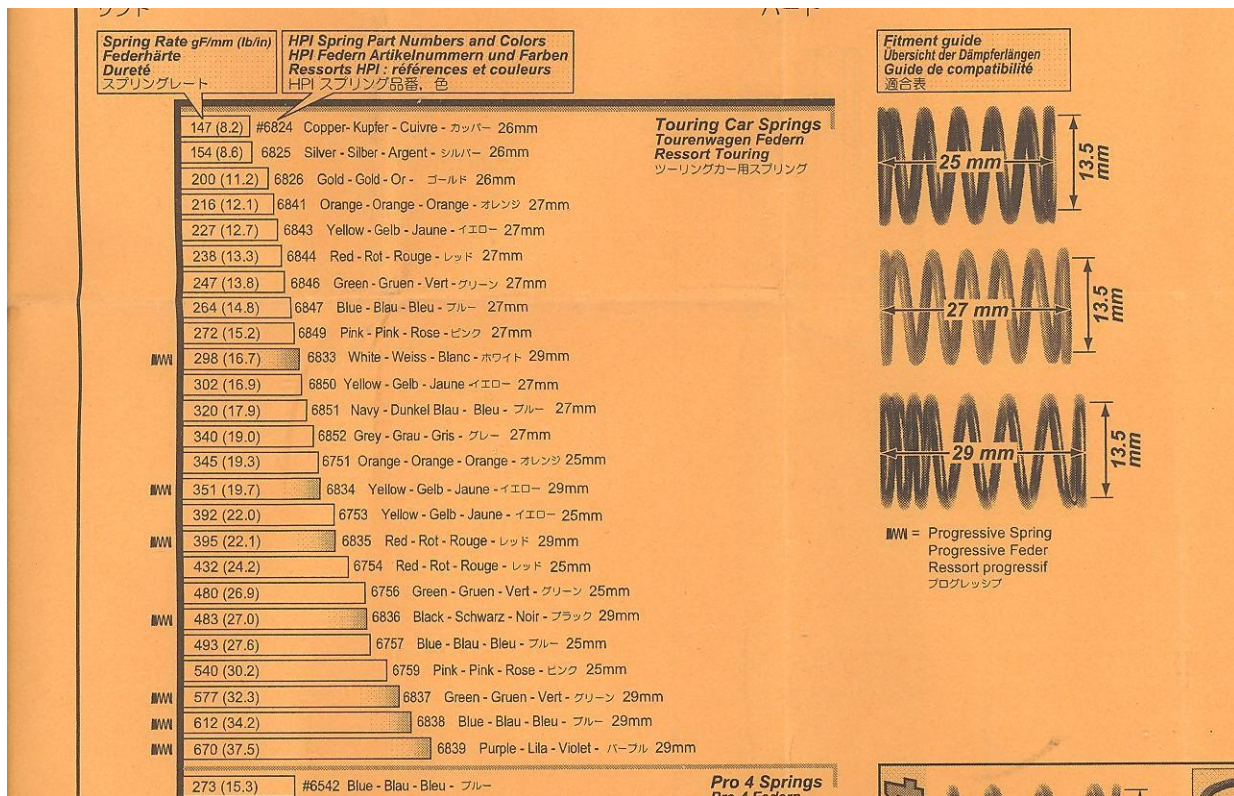 ソフト
ハード
Spring Rate gF/mm (lb/in)
Federhärte
Dureté
スプリングレート
HPI Spring Part Numbers and Colors
HPI Federn Artikelnummern und Farben
Ressorts HPI : références et couleurs
HPI スプリング品番, 色
Fitment guide
Übersicht der Dämpferlängen
Guide de compatibilité
適合表
Touring Car Springs
Tourenwagen Federn
Ressort Touring
ツーリングカー用スプリング
147 (8.2) #6824 Copper- Kupfer - Cuivre - カッパー 26mm
154 (8.6) 6825 Silver - Silber - Argent - シルバー 26mm
200 (11.2) 6826 Gold - Gold - Or - ゴールド 26mm
216 (12.1) 6841 Orange - Orange - Orange - オレンジ 27mm
227 (12.7) 6843 Yellow - Gelb - Jaune - イエロー 27mm
238 (13.3) 6844 Red - Rot - Rouge - レッド 27mm
247 (13.8) 6846 Green - Gruen - Vert - グリーン 27mm
264 (14.8) 6847 Blue - Blau - Bleu - ブルー 27mm
272 (15.2) 6849 Pink - Pink - Rose - ピンク 27mm
298 (16.7) 6833 White - Weiss - Blanc - ホワイト 29mm
302 (16.9) 6850 Yellow - Gelb - Jaune - イエロー 27mm
320 (17.9) 6851 Navy - Dunkel Blau - Bleu - ブルー 27mm
340 (19.0) 6852 Grey - Grau - Gris - グレー 27mm
345 (19.3) 6751 Orange - Orange - Orange - オレンジ 25mm
351 (19.7) 6834 Yellow - Gelb - Jaune - イエロー 29mm
392 (22.0) 6753 Yellow - Gelb - Jaune - イエロー 25mm
395 (22.1) 6835 Red - Rot - Rouge - レッド 29mm
432 (24.2) 6754 Red - Rot - Rouge - レッド 25mm
480 (26.9) 6756 Green - Gruen - Vert - グリーン 25mm
483 (27.0) 6836 Black - Schwarz - Noir - ブラック 29mm
493 (27.6) 6757 Blue - Blau - Bleu - ブルー 25mm
540 (30.2) 6759 Pink - Pink - Rose - ピンク 25mm
577 (32.3) 6837 Green - Gruen - Vert - グリーン 29mm
612 (34.2) 6838 Blue - Blau - Bleu - ブルー 29mm
670 (37.5) 6839 Purple - Lila - Violet - パープル 29mm
25 mm
13.5 mm
27 mm
13.5 mm
29 mm
13.5 mm
= Progressive Spring
Progressive Feder
Ressort progressif
プログレッシブ
273 (15.3) #6542 Blue - Blau - Bleu - ブルー
Pro 4 Springs
Pro 4 Federn